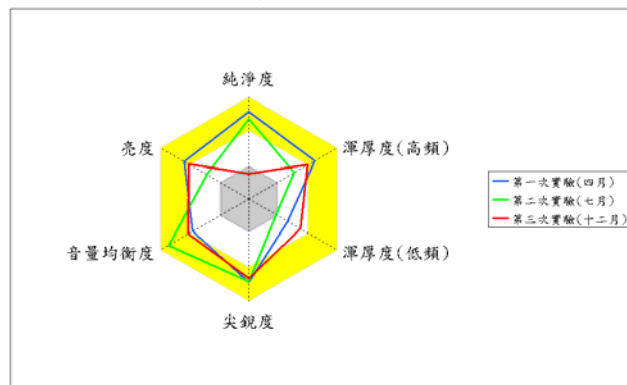 純淨度
亮度
渾厚度(高頻)
第一次實驗(四月)
第二次實驗(七月)
第三次實驗(十二月)
音量均衡度
渾厚度(低頻)
尖銳度